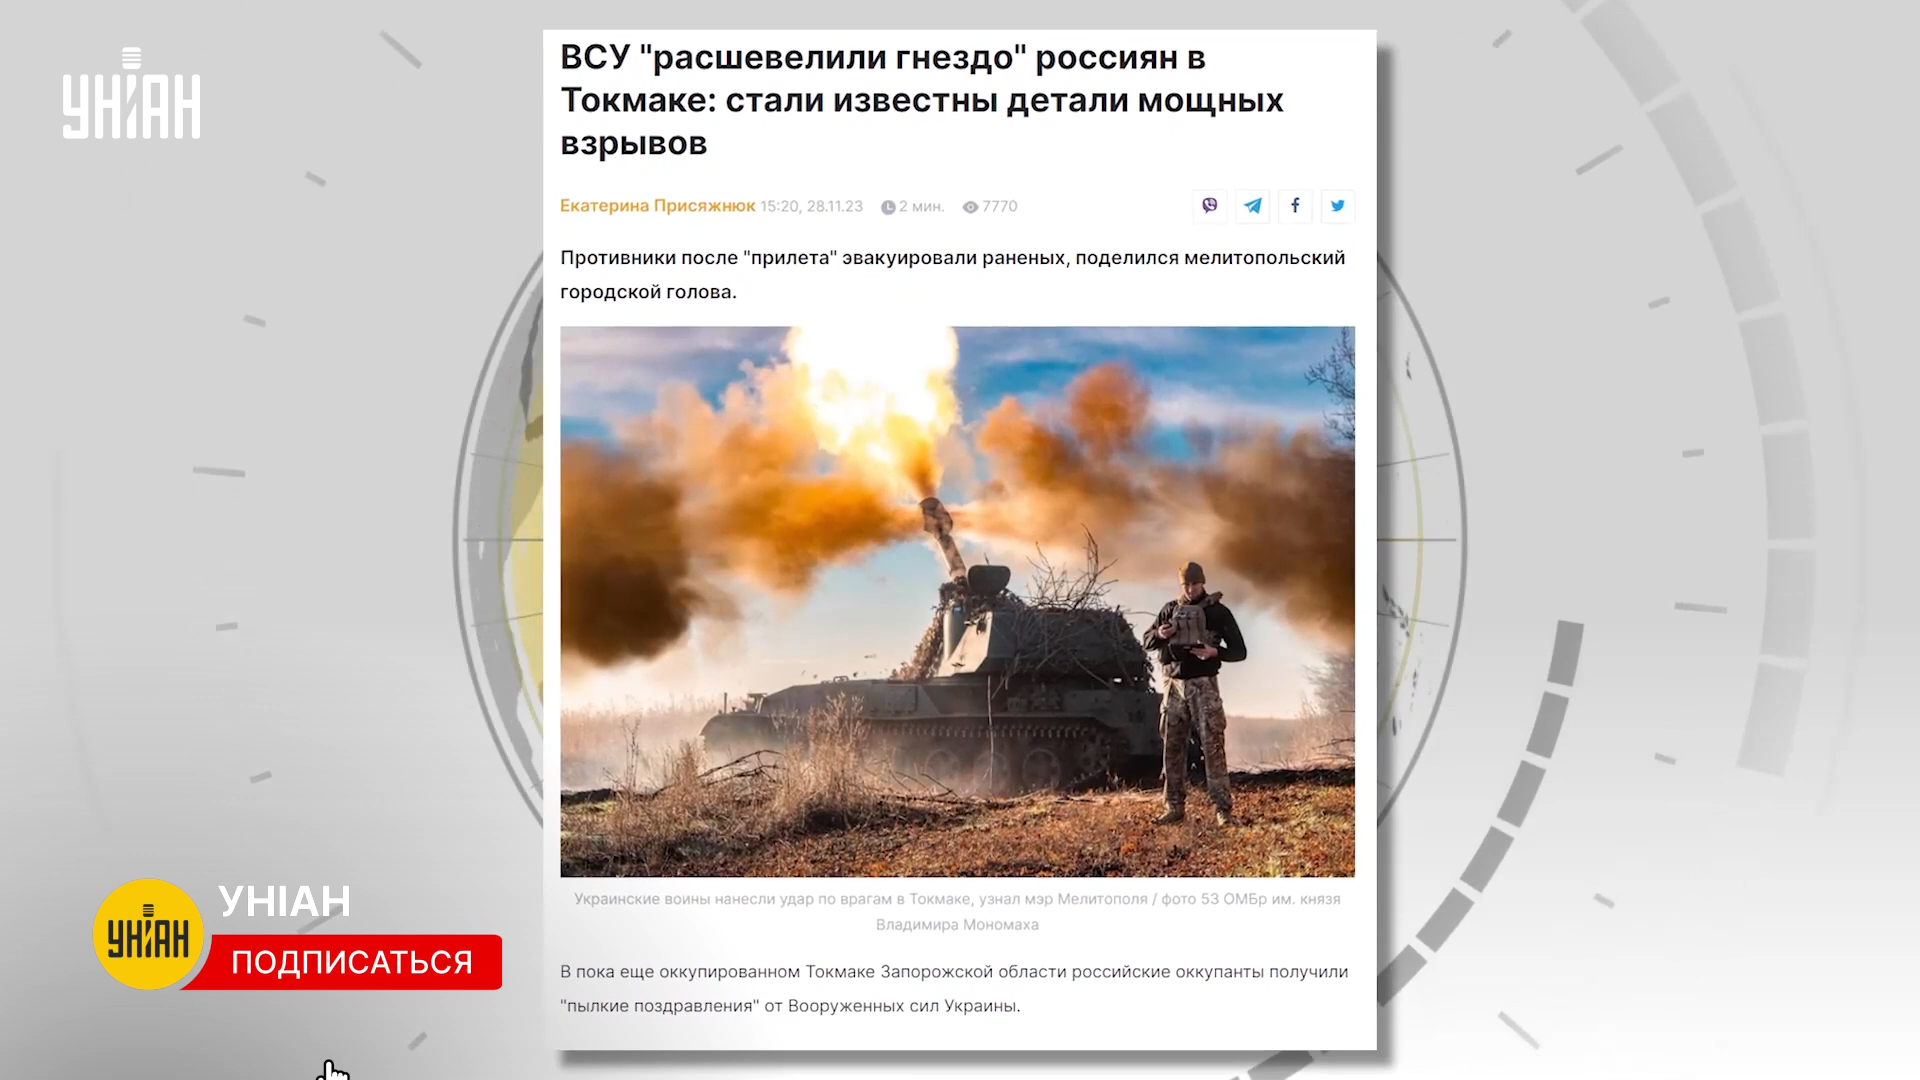 УНІАН
ВСУ "расшевелили гнездо" россиян в
Токмаке: стали известны детали мощных
взрывов
Екатерина Присяжнюк 15:20, 28.11.23 2 мин. 7770
Противники после "прилета" эвакуировали раненых, поделился мелитопольский
городской голова.
Украинские воины нанесли удар по врагам в Токмаке, узнал мэр Мелитополя / фото 53 ОМБр им. князя
Владимира Мономаха
В пока еще оккупированном Токмаке Запорожской области российские оккупанты получили
"пылкие поздравления" от Вооруженных сил Украины.
УНІАН
УНІАН
ПОДПИСАТЬСЯ